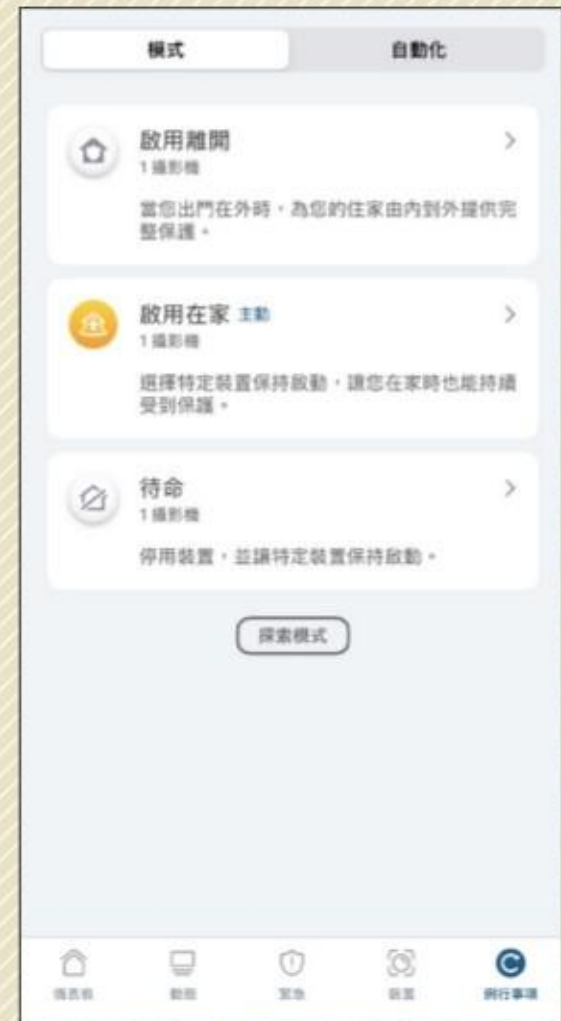 模式
自動化
啟用離開
1 攝影機
當您出門在外時,為您的住家由內到外提供完
整保護。
啟用在家 主動
1 攝影機
選擇特定裝置保持啟動,讓您在家時也能持續
受到保護。
待命
1 攝影機
停用裝置,並讓特定裝置保持啟動。
探索模式
儀表板
動態
緊急
裝置
例行事項